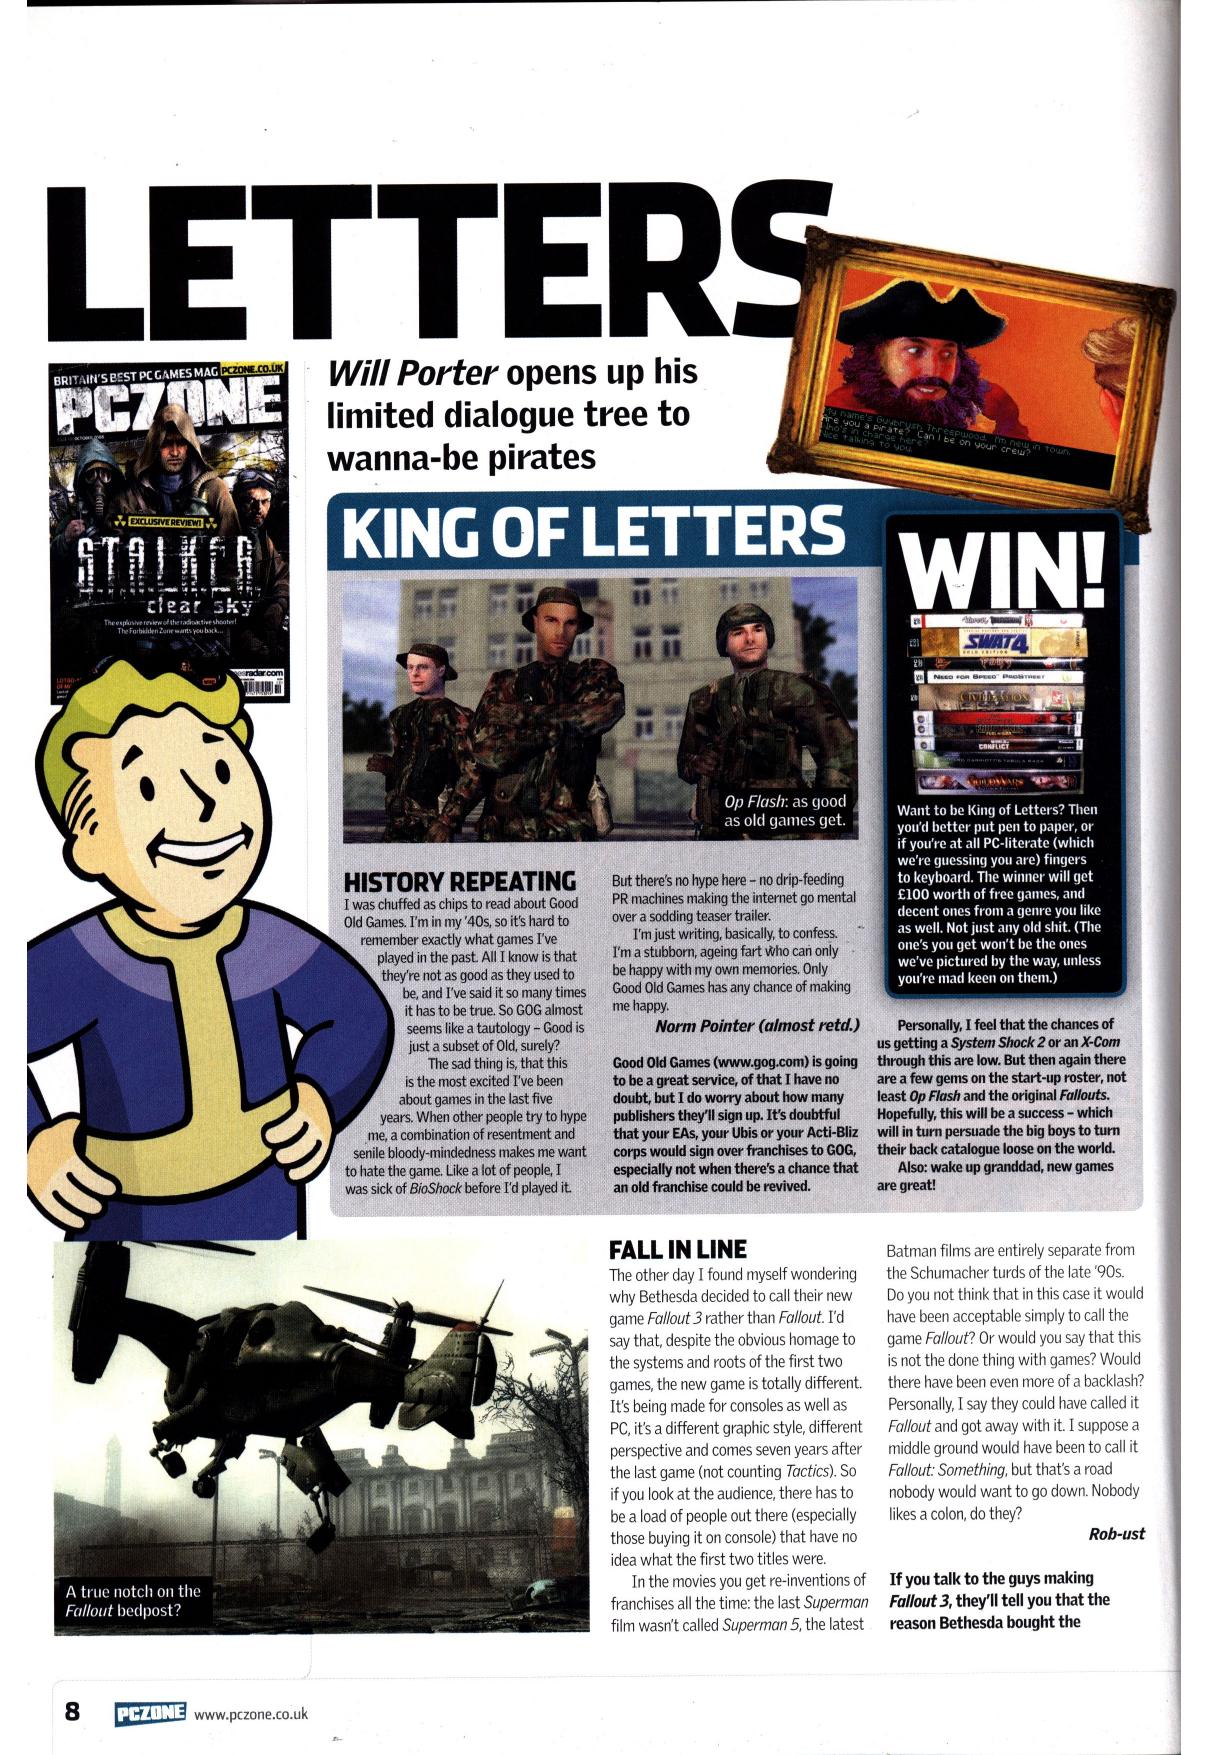 LETTERS
BRITAIN'S BEST PC GAMES MAG PCZONE.CO.UK
PCZONE
EXCLUSIVE REVIEW!
S.T.A.L.K.E.R
clear sky
The explosive review of the radioactive shooter!
The Forbidden Zone wants you back...
Will Porter opens up his
limited dialogue tree to
wanna-be pirates
My name's Guybrush Threepwood. I'm new in town.
Are you a pirate? Can I be on your crew?
Who's in charge here?
Nice talking to you.
KING OF LETTERS
Op Flash: as good
as old games get.
HISTORY REPEATING
I was chuffed as chips to read about Good
Old Games. I'm in my '40s, so it's hard to
remember exactly what games I've
played in the past. All I know is that
they're not as good as they used to
be, and I've said it so many times
it has to be true. So GOG almost
seems like a tautology – Good is
just a subset of Old, surely?
The sad thing is, that this
is the most excited I've been
about games in the last five
years. When other people try to hype
me, a combination of resentment and
senile bloody-mindedness makes me want
to hate the game. Like a lot of people, I
was sick of BioShock before I'd played it.
But there's no hype here – no drip-feeding
PR machines making the internet go mental
over a sodding teaser trailer.
I'm just writing, basically, to confess.
I'm a stubborn, ageing fart who can only
be happy with my own memories. Only
Good Old Games has any chance of making
me happy.
Norm Pointer (almost retd.)
Good Old Games (www.gog.com) is going
to be a great service, of that I have no
doubt, but I do worry about how many
publishers they'll sign up. It's doubtful
that your EAs, your Ubis or your Acti-Bliz
corps would sign over franchises to GOG,
especially not when there's a chance that
an old franchise could be revived.
WIN!
SWAT 4
NEED FOR SPEED PROSTREET
CIVILIZATION
CONFLICT
TABULA RASA
GUILD WARS
Want to be King of Letters? Then
you'd better put pen to paper, or
if you're at all PC-literate (which
we're guessing you are) fingers
to keyboard. The winner will get
£100 worth of free games, and
decent ones from a genre you like
as well. Not just any old shit. (The
one's you get won't be the ones
we've pictured by the way, unless
you're mad keen on them.)
Personally, I feel that the chances of
us getting a System Shock 2 or an X-Com
through this are low. But then again there
are a few gems on the start-up roster, not
least Op Flash and the original Fallouts.
Hopefully, this will be a success – which
will in turn persuade the big boys to turn
their back catalogue loose on the world.
Also: wake up granddad, new games
are great!
A true notch on the
Fallout bedpost?
FALL IN LINE
The other day I found myself wondering
why Bethesda decided to call their new
game Fallout 3 rather than Fallout. I'd
say that, despite the obvious homage to
the systems and roots of the first two
games, the new game is totally different.
It's being made for consoles as well as
PC, it's a different graphic style, different
perspective and comes seven years after
the last game (not counting Tactics). So
if you look at the audience, there has to
be a load of people out there (especially
those buying it on console) that have no
idea what the first two titles were.
In the movies you get re-inventions of
franchises all the time: the last Superman
film wasn't called Superman 5, the latest
Batman films are entirely separate from
the Schumacher turds of the late '90s.
Do you not think that in this case it would
have been acceptable simply to call the
game Fallout? Or would you say that this
is not the done thing with games? Would
there have been even more of a backlash?
Personally, I say they could have called it
Fallout and got away with it. I suppose a
middle ground would have been to call it
Fallout: Something, but that's a road
nobody would want to go down. Nobody
likes a colon, do they?
Rob-ust
If you talk to the guys making
Fallout 3, they'll tell you that the
reason Bethesda bought the
8 PCZONE www.pczone.co.uk